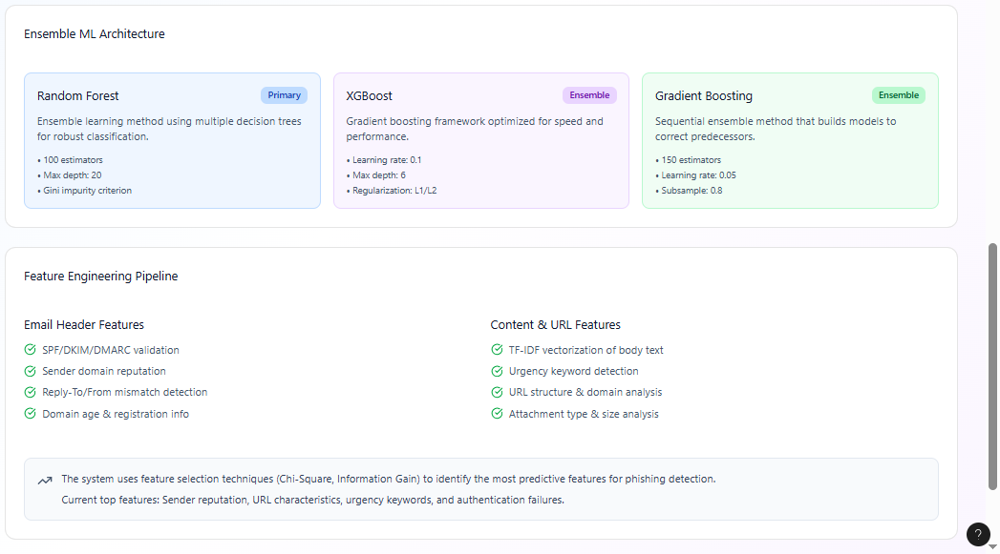 Ensemble ML Architecture
Random Forest
Primary
Ensemble learning method using multiple decision trees
for robust classification.
• 100 estimators
• Max depth: 20
• Gini impurity criterion
XGBoost
Ensemble
Gradient boosting framework optimized for speed and
performance.
• Learning rate: 0.1
• Max depth: 6
• Regularization: L1/L2
Gradient Boosting
Ensemble
Sequential ensemble method that builds models to
correct predecessors.
• 150 estimators
• Learning rate: 0.05
• Subsample: 0.8
Feature Engineering Pipeline
Email Header Features
SPF/DKIM/DMARC validation
Sender domain reputation
Reply-To/From mismatch detection
Domain age & registration info
Content & URL Features
TF-IDF vectorization of body text
Urgency keyword detection
URL structure & domain analysis
Attachment type & size analysis
The system uses feature selection techniques (Chi-Square, Information Gain) to identify the most predictive features for phishing detection.
Current top features: Sender reputation, URL characteristics, urgency keywords, and authentication failures.
?